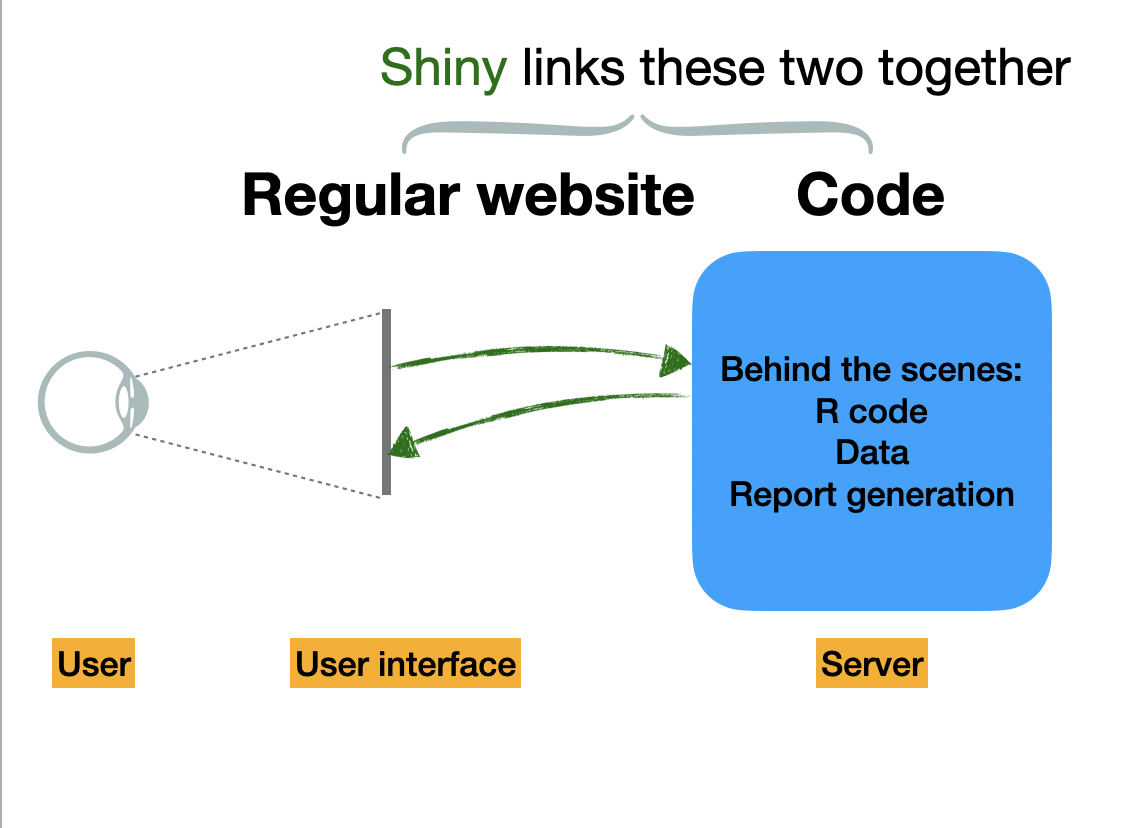 Shiny links these two together
Regular website
Code
Behind the scenes:
R code
Data
Report generation
User
User interface
Server